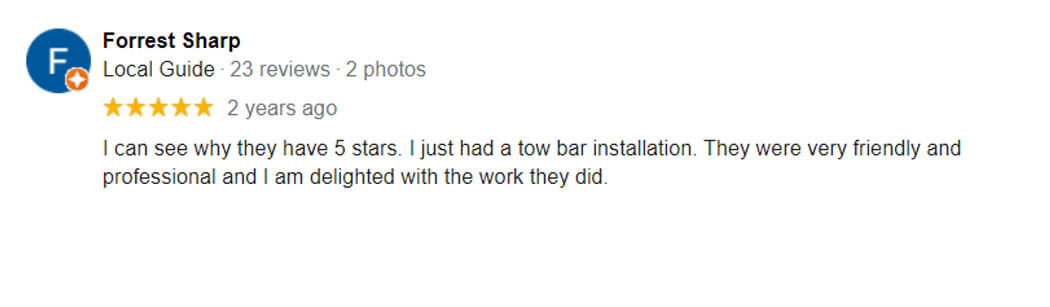 F
Forrest Sharp
Local Guide · 23 reviews · 2 photos
2 years ago
I can see why they have 5 stars. I just had a tow bar installation. They were very friendly and
professional and I am delighted with the work they did.